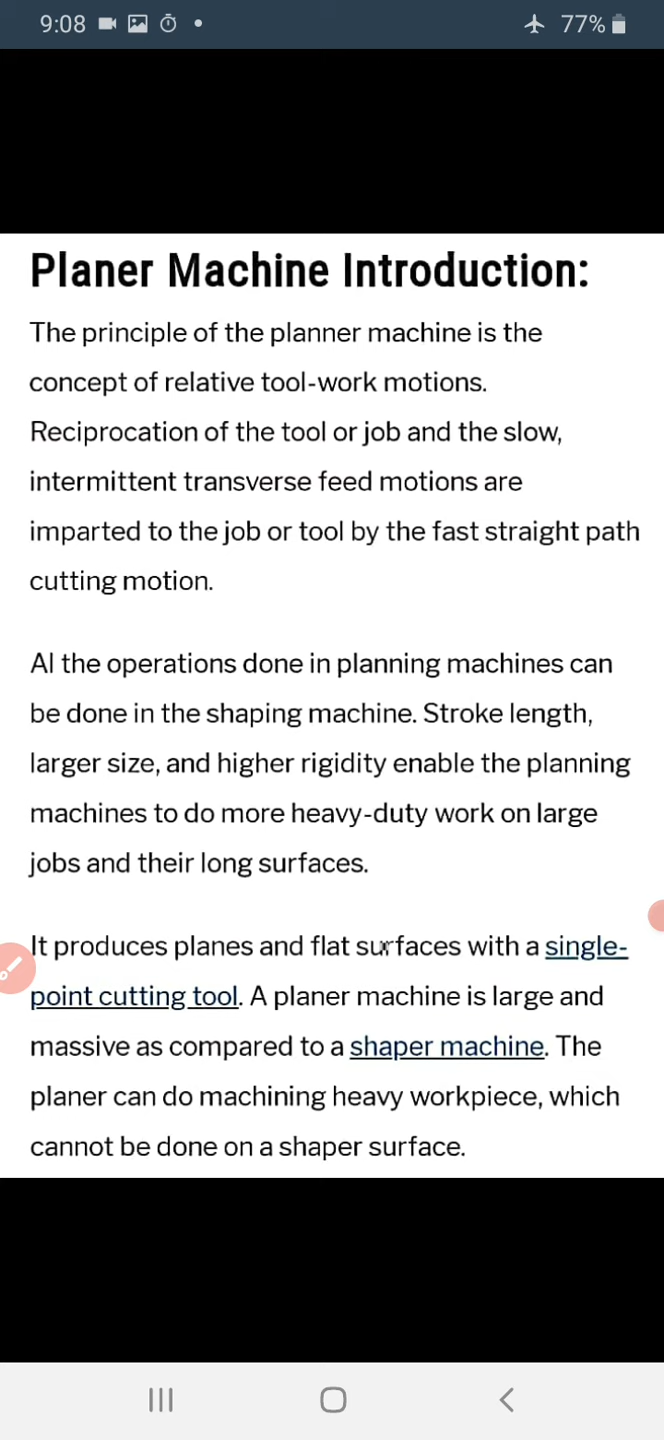 9:08
77%
Planer Machine Introduction:
The principle of the planner machine is the
concept of relative tool-work motions.
Reciprocation of the tool or job and the slow,
intermittent transverse feed motions are
imparted to the job or tool by the fast straight path
cutting motion.
Al the operations done in planning machines can
be done in the shaping machine. Stroke length,
larger size, and higher rigidity enable the planning
machines to do more heavy-duty work on large
jobs and their long surfaces.
It produces planes and flat surfaces with a single-
point cutting tool. A planer machine is large and
massive as compared to a shaper machine. The
planer can do machining heavy workpiece, which
cannot be done on a shaper surface.